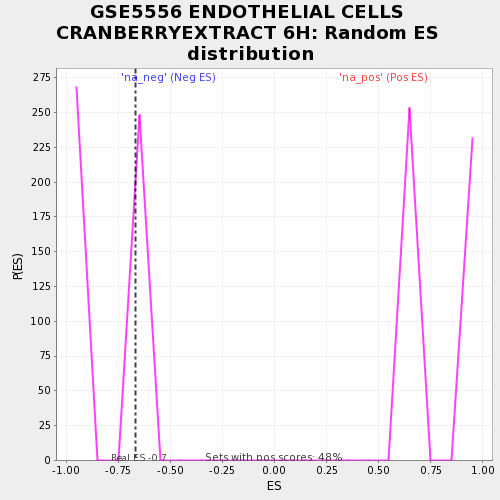 GSE5556 ENDOTHELIAL CELLS
CRANBERRYEXTRACT 6H: Random ES
distribution
'na_neg' (Neg ES)
'na_pos' (Pos ES)
275
250
225
200
175
150
125
100
75
50
25
0
P(ES)
Real ES -0.7
Sets with pos scores: 48%
-1.00 -0.75 -0.50 -0.25 0.00 0.25 0.50 0.75 1.00
ES